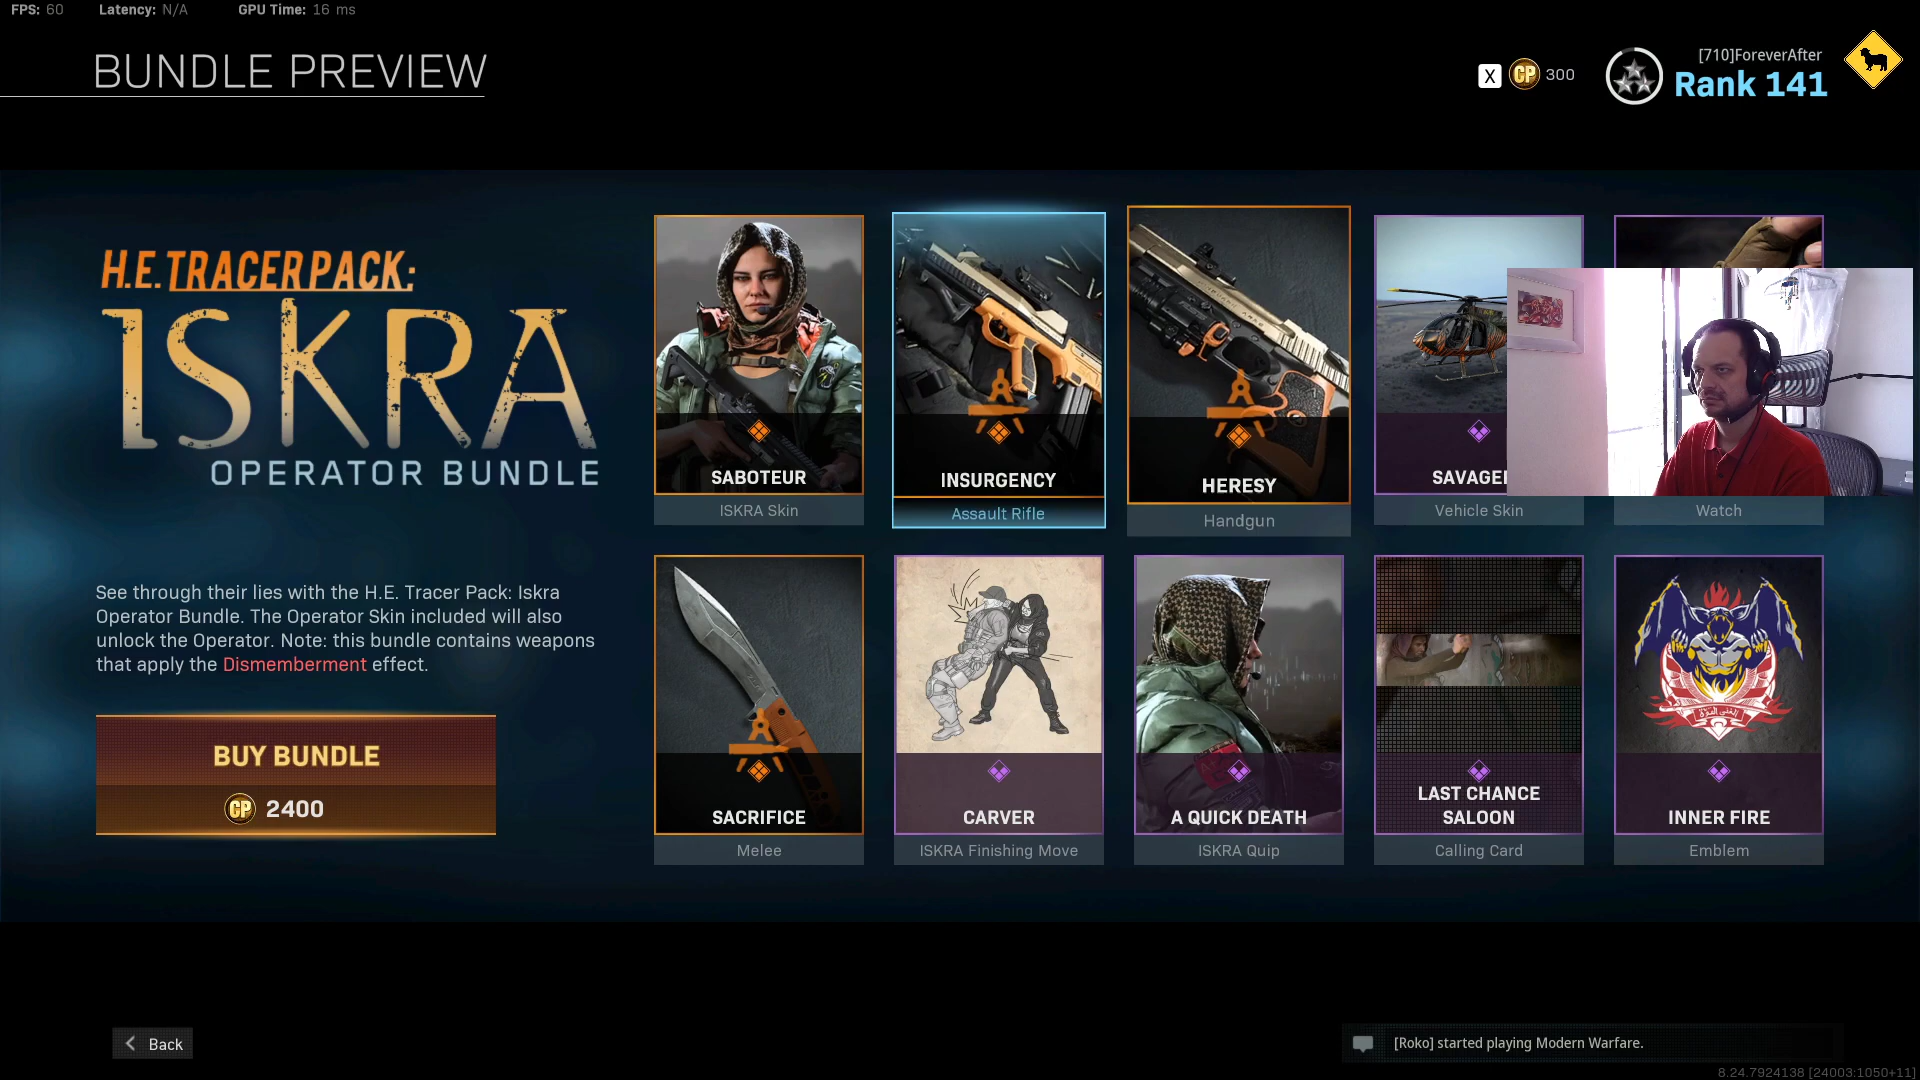 FPS: 60 Latency: N/A GPU Time: 16 ms
BUNDLE PREVIEW
X CP 300
[710]ForeverAfter
Rank 141
H.E. TRACER PACK:
ISKRA
OPERATOR BUNDLE
See through their lies with the H.E. Tracer Pack: Iskra
Operator Bundle. The Operator Skin included will also
unlock the Operator. Note: this bundle contains weapons
that apply the Dismemberment effect.
BUY BUNDLE
CP 2400
SABOTEUR
ISKRA Skin
INSURGENCY
Assault Rifle
HERESY
Handgun
Vehicle Skin
Watch
SACRIFICE
Melee
CARVER
ISKRA Finishing Move
A QUICK DEATH
ISKRA Quip
LAST CHANCE
SALOON
Calling Card
INNER FIRE
Emblem
Back
[Roko] started playing Modern Warfare.
8.24.7924138 [24003:1050+11]